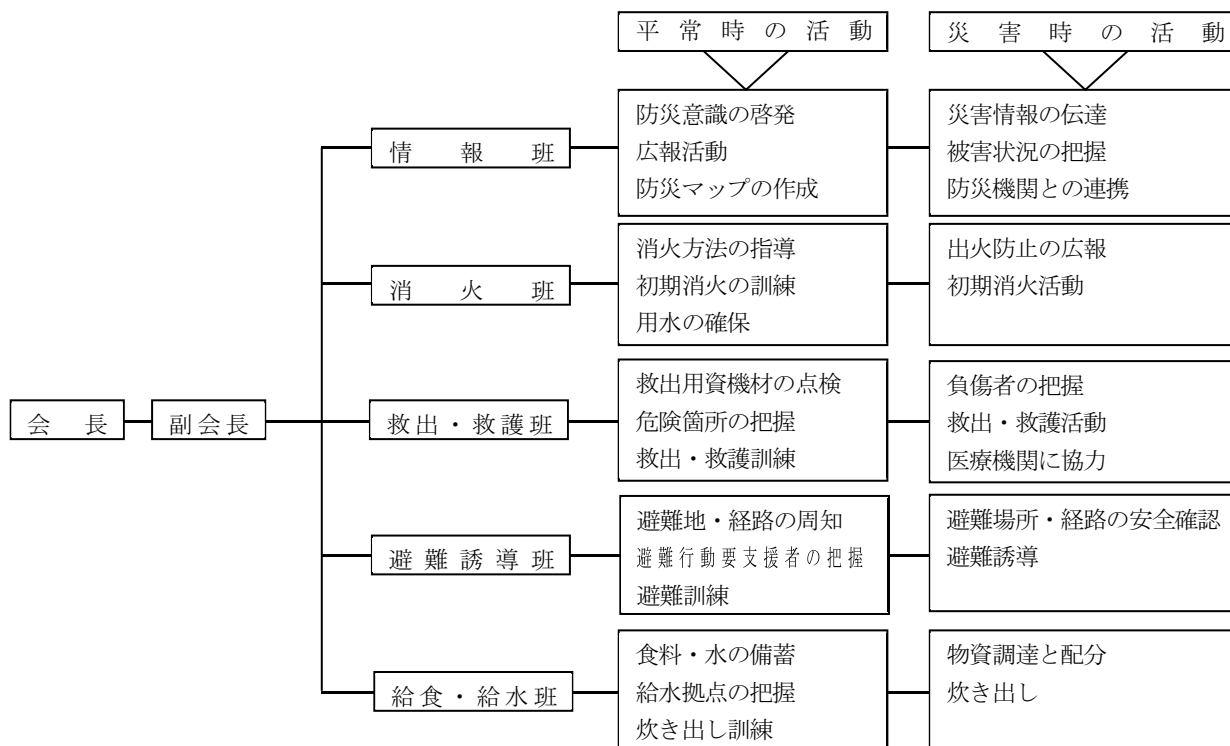 平常時の活動
災害時の活動
情報班
防災意識の啓発
広報活動
防災マップの作成
災害情報の伝達
被害状況の把握
防災機関との連携
消火班
消火方法の指導
初期消火の訓練
用水の確保
出火防止の広報
初期消火活動
会長
副会長
救出・救護班
救出用資機材の点検
危険箇所の把握
救出・救護訓練
負傷者の把握
救出・救護活動
医療機関に協力
避難誘導班
避難地・経路の周知
避難行動要支援者の把握
避難訓練
避難場所・経路の安全確認
避難誘導
給食・給水班
食料・水の備蓄
給水拠点の把握
炊き出し訓練
物資調達と配分
炊き出し